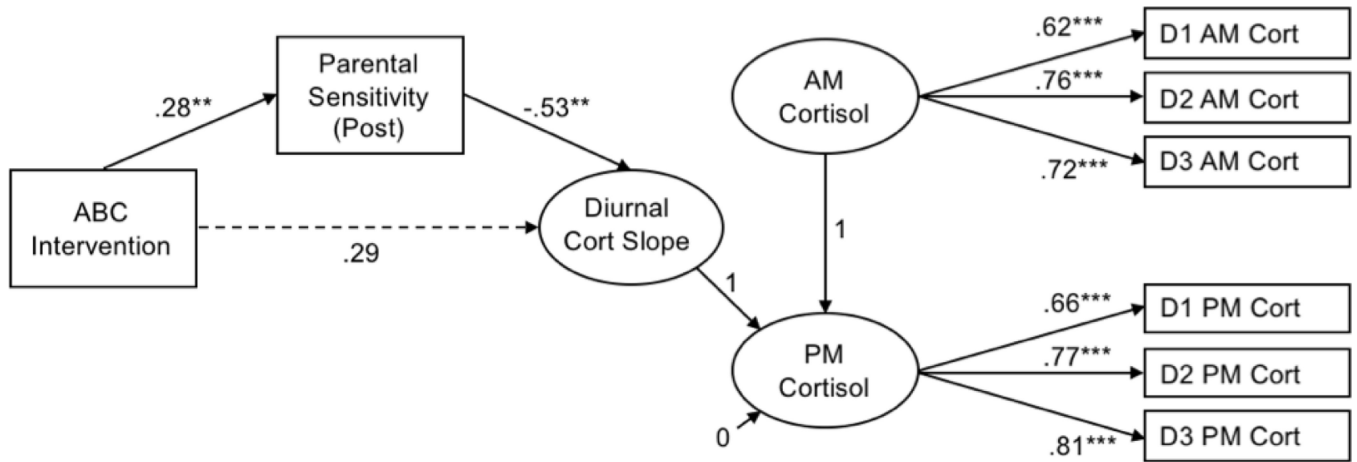 Parental
Sensitivity
(Post)
.28**
-.53**
ABC
Intervention
.29
Diurnal
Cort Slope
1
AM
Cortisol
1
.62***
D1 AM Cort
.76***
D2 AM Cort
.72***
D3 AM Cort
PM
Cortisol
0
.66***
D1 PM Cort
.77***
D2 PM Cort
.81***
D3 PM Cort